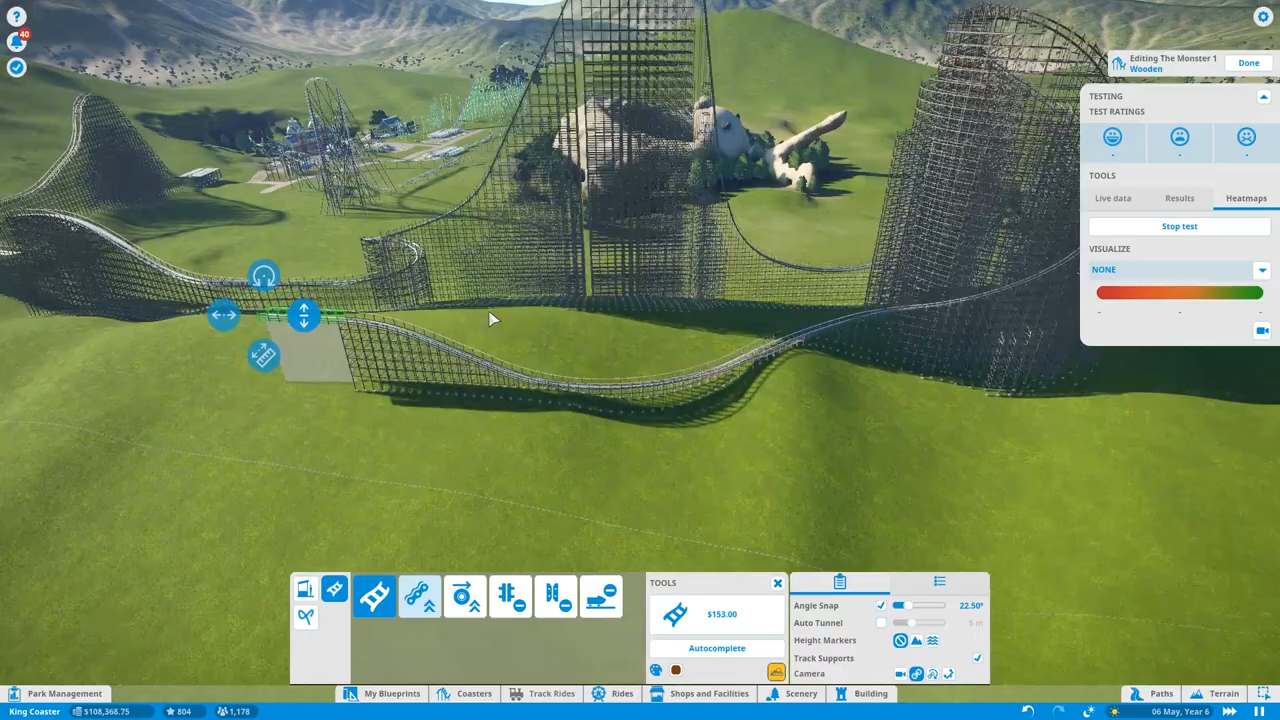 ?
40
Editing The Monster 1
Wooden
Done
TESTING
TEST RATINGS
-
-
-
TOOLS
Live data
Results
Heatmaps
Stop test
VISUALIZE
NONE
-
-
-
TOOLS
$153.00
Autocomplete
Angle Snap
22.50°
Auto Tunnel
5 m
Height Markers
Track Supports
Camera
Park Management
My Blueprints
Coasters
Track Rides
Rides
Shops and Facilities
Scenery
Building
Paths
Terrain
King Coaster
$108,368.75
804
1,178
06 May, Year 6